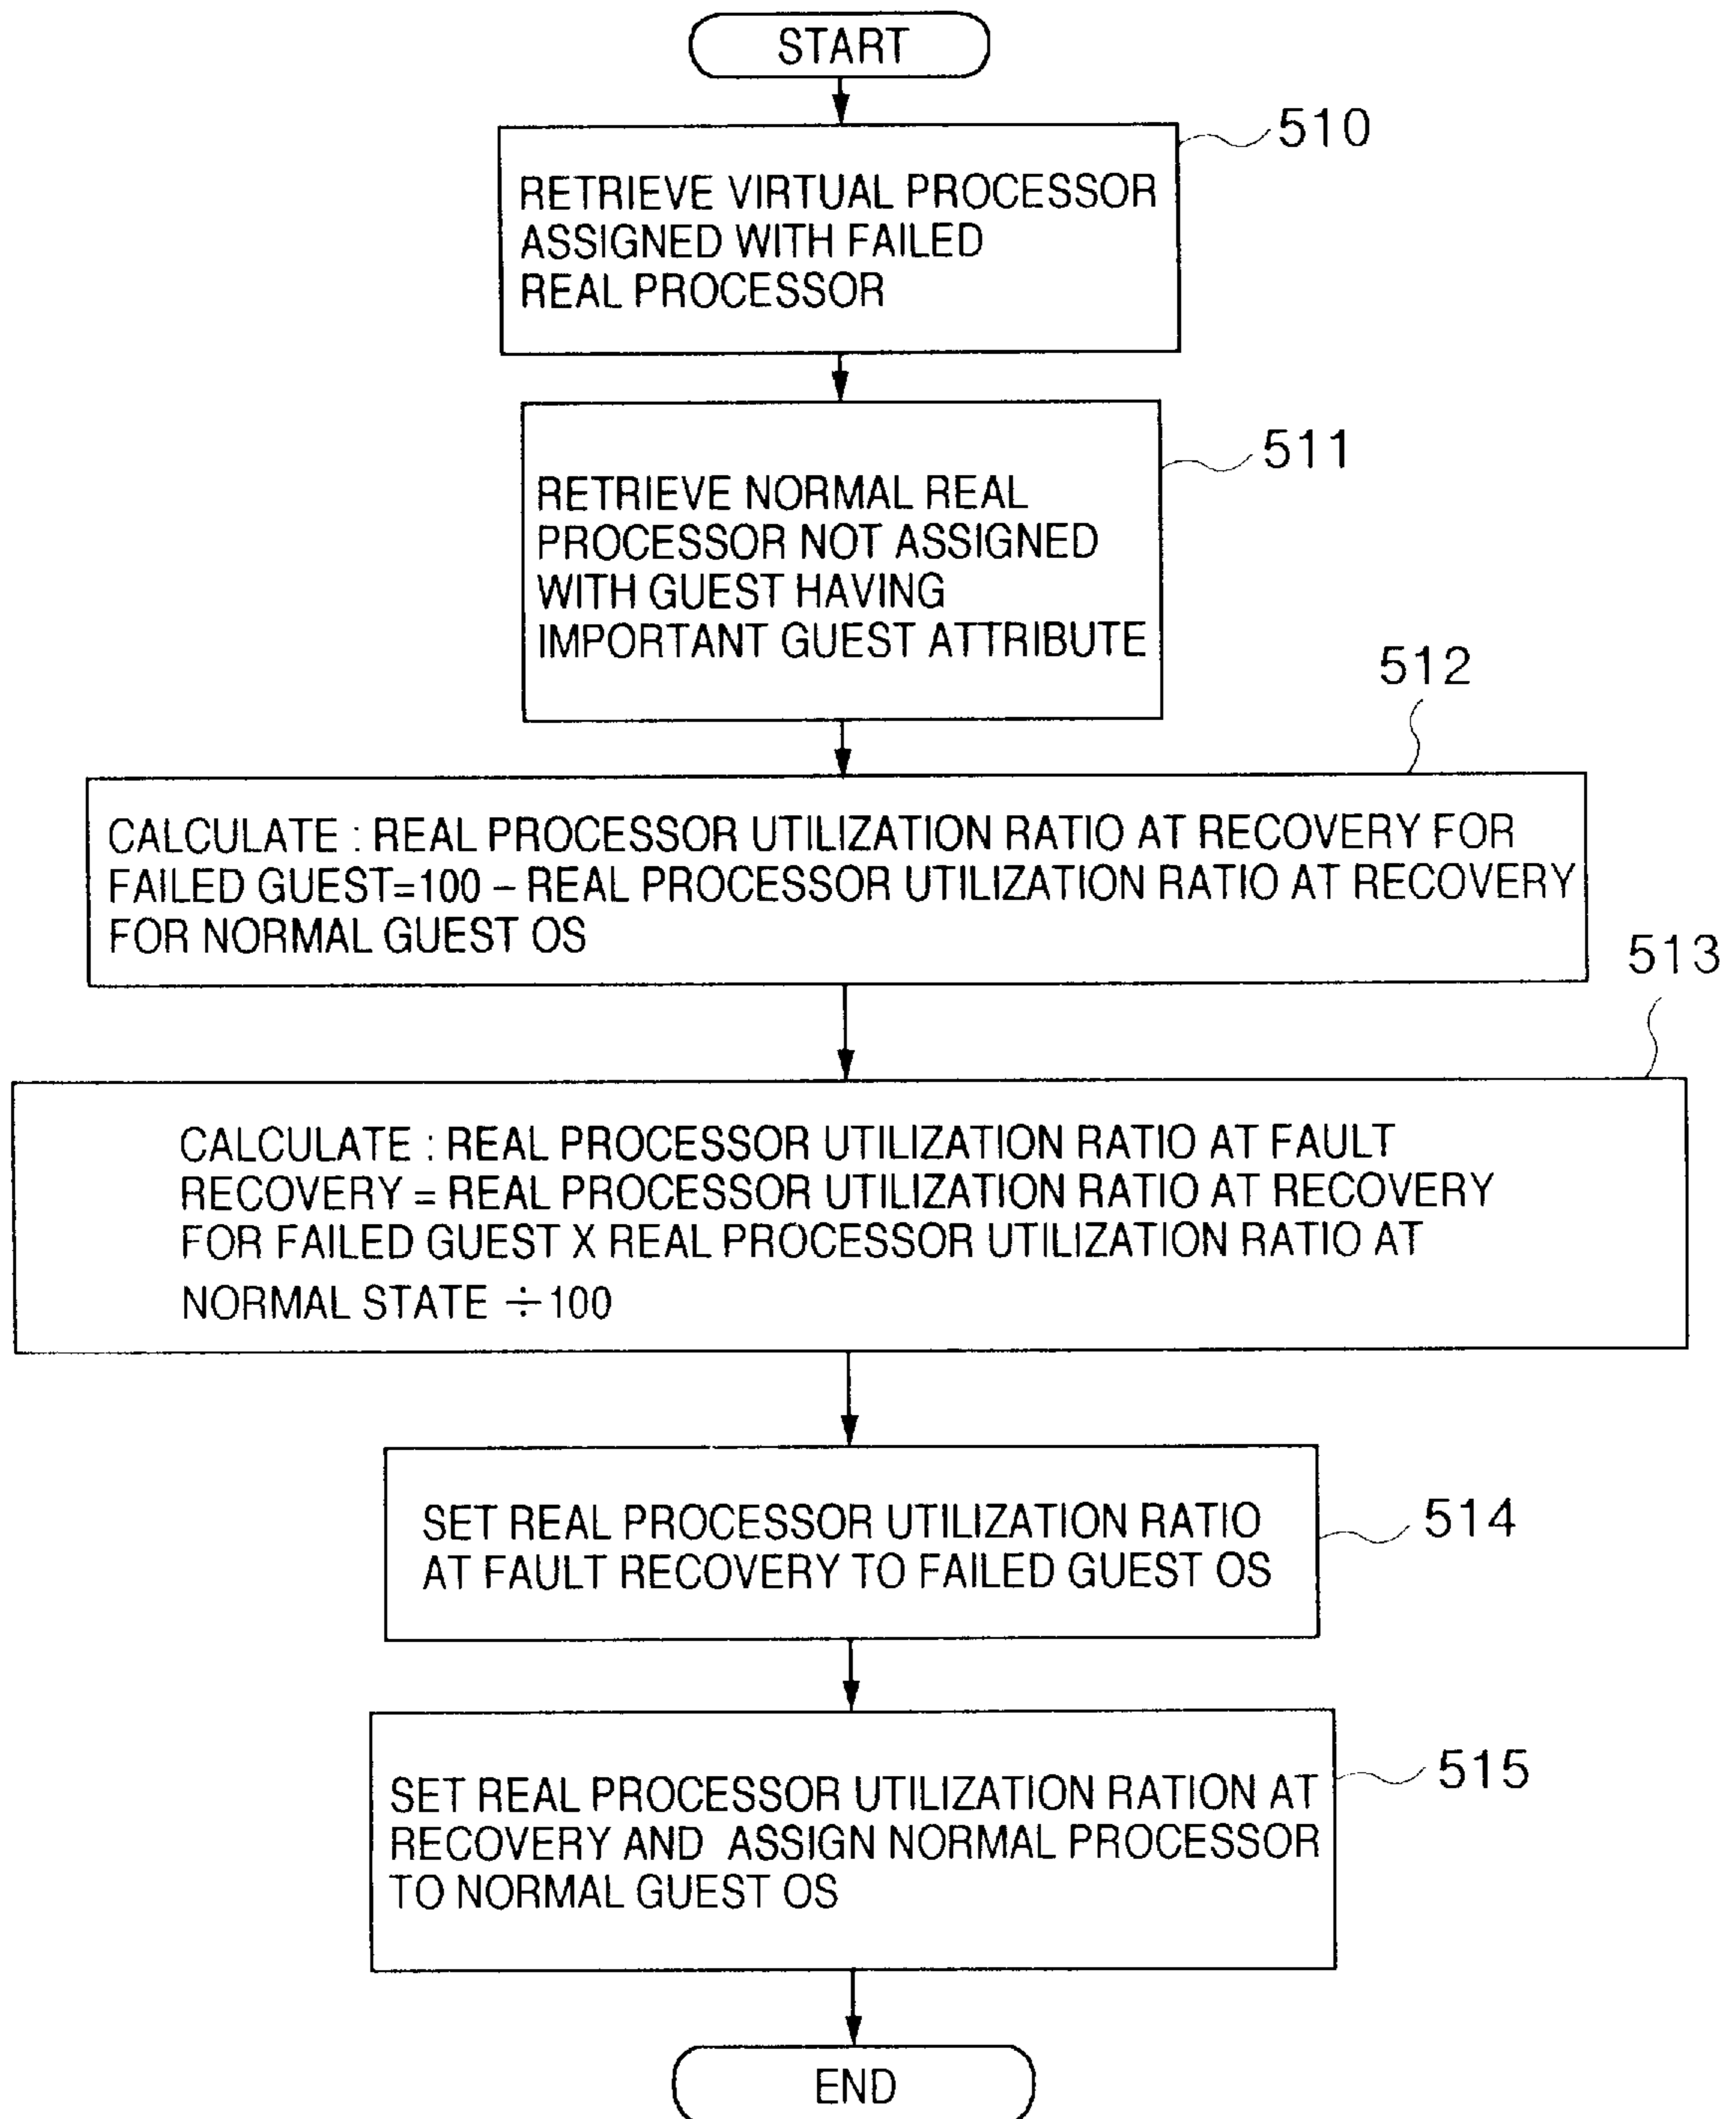 START
510
RETRIEVE VIRTUAL PROCESSOR
ASSIGNED WITH FAILED
REAL PROCESSOR
511
RETRIEVE NORMAL REAL
PROCESSOR NOT ASSIGNED
WITH GUEST HAVING
IMPORTANT GUEST ATTRIBUTE
512
CALCULATE : REAL PROCESSOR UTILIZATION RATIO AT RECOVERY FOR
FAILED GUEST=100 – REAL PROCESSOR UTILIZATION RATIO AT RECOVERY
FOR NORMAL GUEST OS
513
CALCULATE : REAL PROCESSOR UTILIZATION RATIO AT FAULT
RECOVERY = REAL PROCESSOR UTILIZATION RATIO AT RECOVERY
FOR FAILED GUEST X REAL PROCESSOR UTILIZATION RATIO AT
NORMAL STATE ÷100
514
SET REAL PROCESSOR UTILIZATION RATIO
AT FAULT RECOVERY TO FAILED GUEST OS
515
SET REAL PROCESSOR UTILIZATION RATION AT
RECOVERY AND ASSIGN NORMAL PROCESSOR
TO NORMAL GUEST OS
END